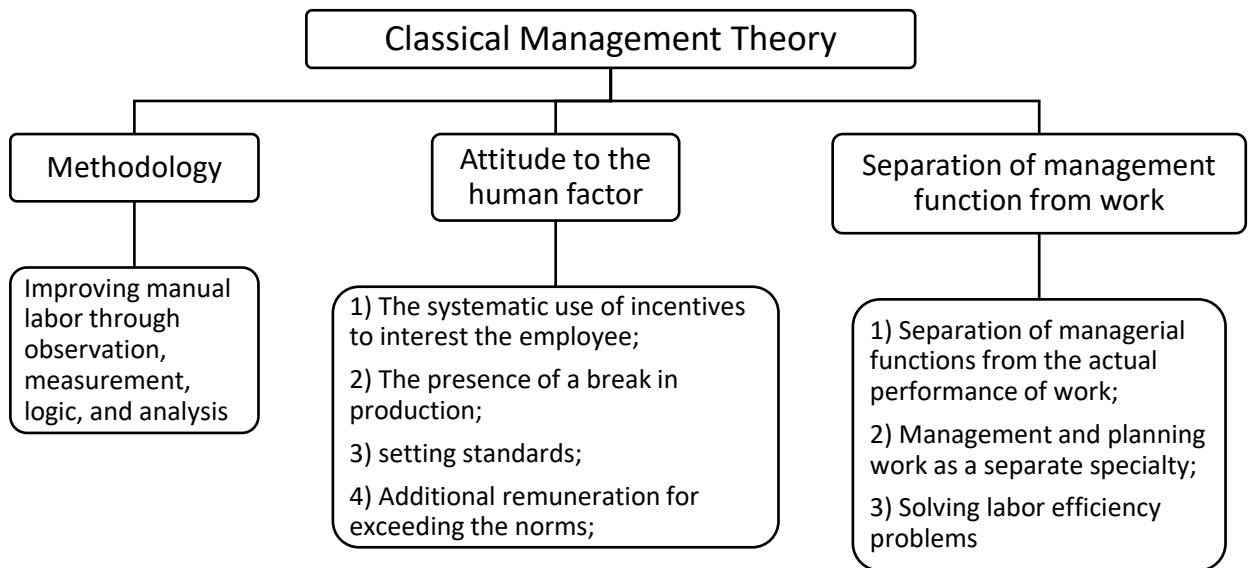 Classical Management Theory
Methodology
Attitude to the
human factor
Separation of management
function from work
Improving manual
labor through
observation,
measurement,
logic, and analysis
1) The systematic use of incentives
to interest the employee;
2) The presence of a break in
production;
3) setting standards;
4) Additional remuneration for
exceeding the norms;
1) Separation of managerial
functions from the actual
performance of work;
2) Management and planning
work as a separate specialty;
3) Solving labor efficiency
problems